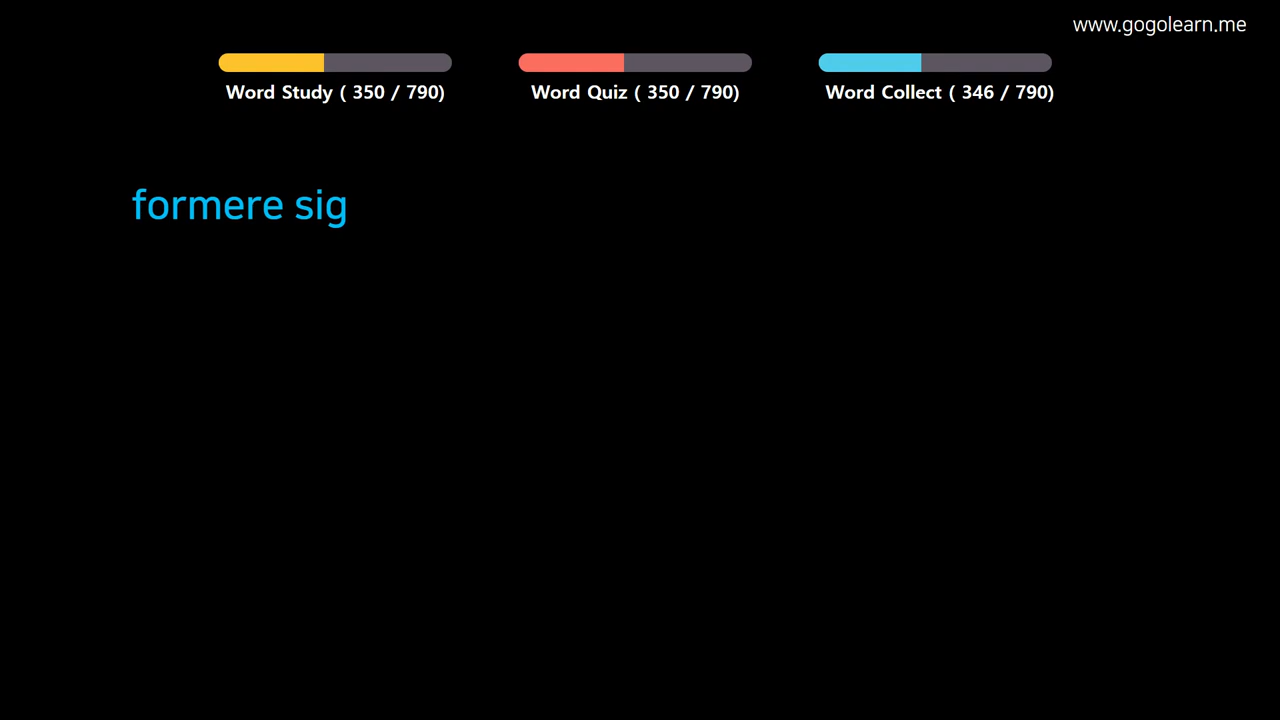 www.gogolearn.me
Word Study ( 350 / 790)
Word Quiz ( 350 / 790)
Word Collect ( 346 / 790)
formere sig